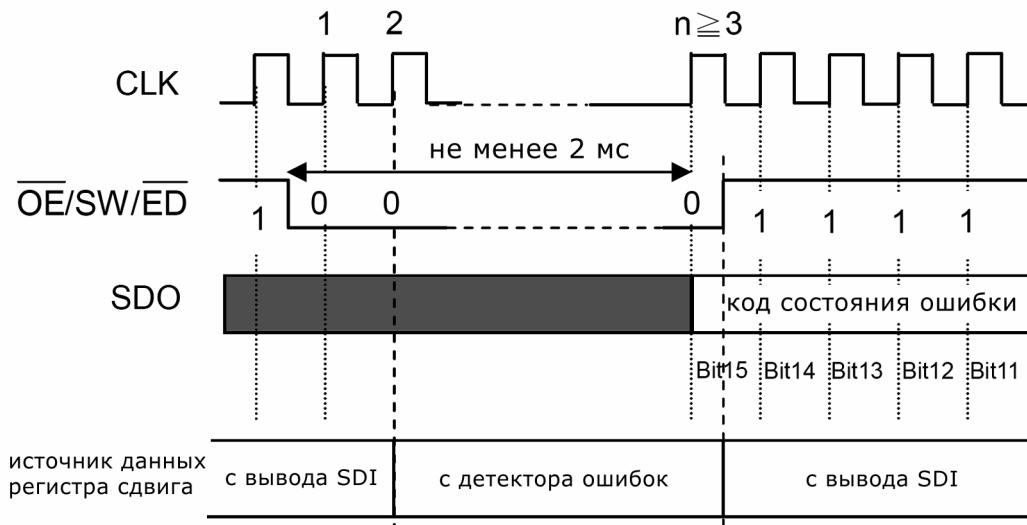 1 2 n≧3
CLK
не менее 2 мс
OE/SW/ED
1 0 0 0 1 1 1 1
SDO
код состояния ошибки
Bit15 Bit14 Bit13 Bit12 Bit11
источник данных
регистра сдвига
с вывода SDI с детектора ошибок с вывода SDI